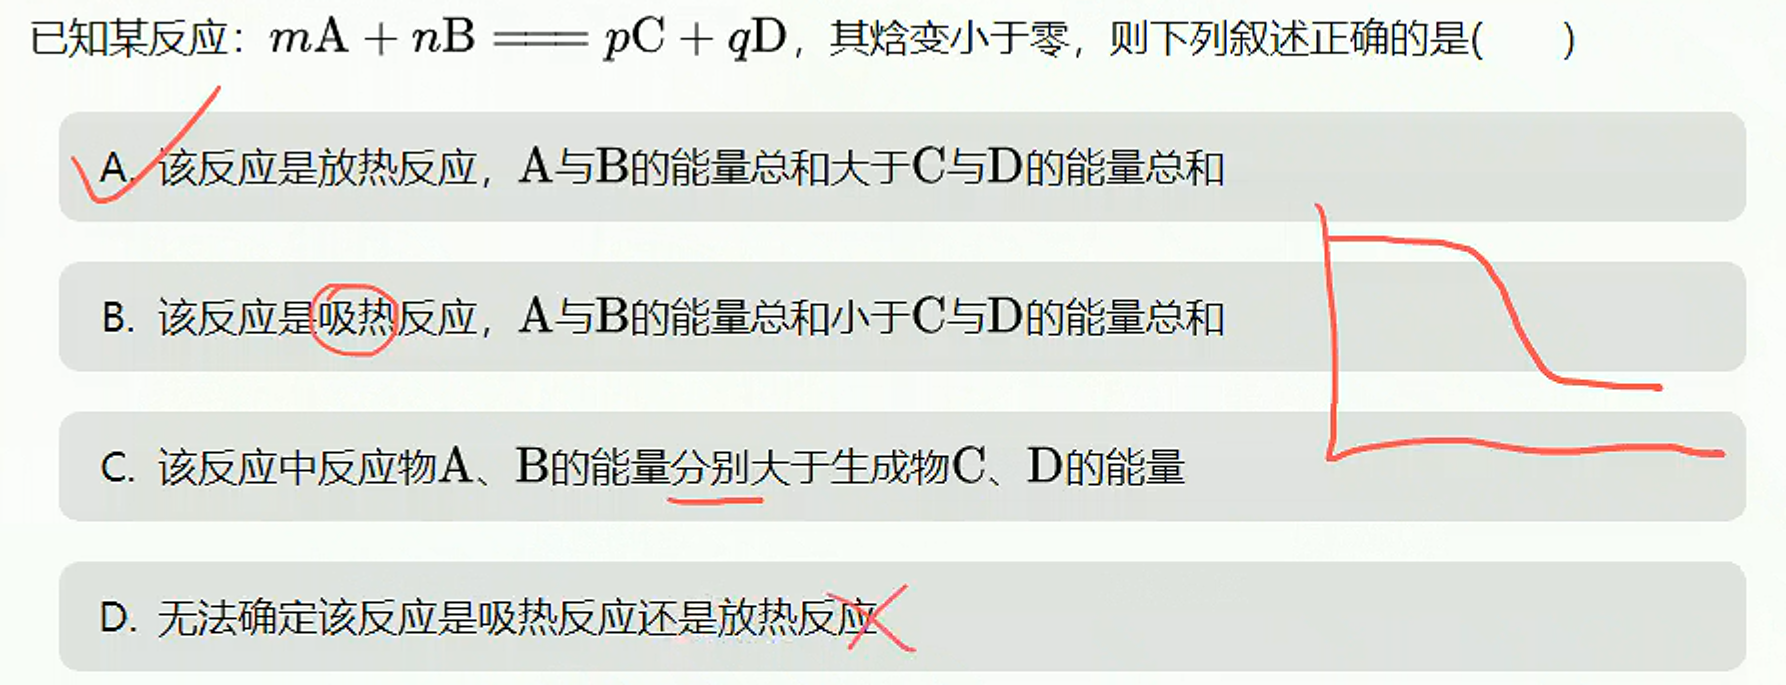 已知某反应：mA + nB === pC + qD，其焓变小于零，则下列叙述正确的是(　　)
A. 该反应是放热反应，A与B的能量总和大于C与D的能量总和
B. 该反应是吸热反应，A与B的能量总和小于C与D的能量总和
C. 该反应中反应物A、B的能量分别大于生成物C、D的能量
D. 无法确定该反应是吸热反应还是放热反应